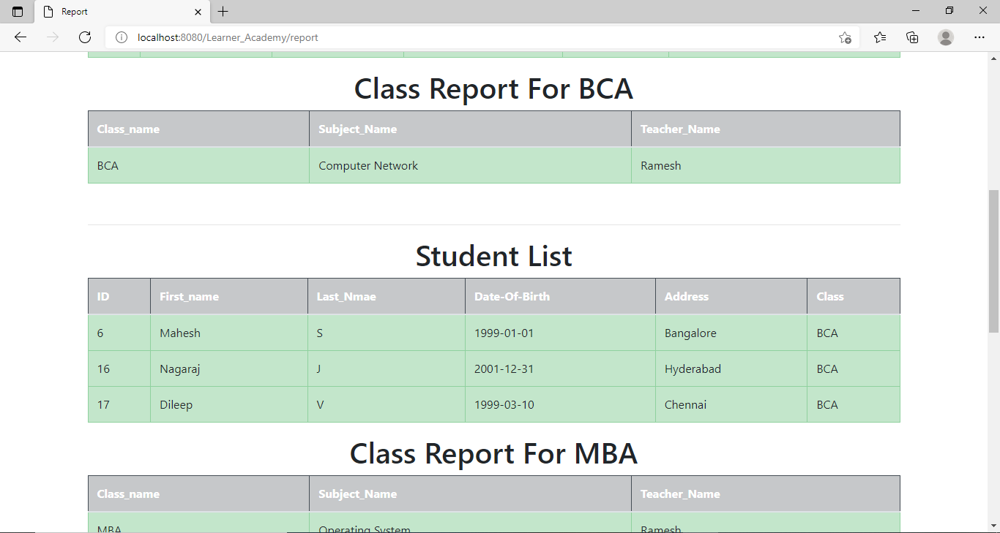 Report
localhost:8080/Learner_Academy/report
Class Report For BCA
Class_name Subject_Name Teacher_Name
BCA Computer Network Ramesh
Student List
ID First_name Last_Nmae Date-Of-Birth Address Class
6 Mahesh S 1999-01-01 Bangalore BCA
16 Nagaraj J 2001-12-31 Hyderabad BCA
17 Dileep V 1999-03-10 Chennai BCA
Class Report For MBA
Class_name Subject_Name Teacher_Name
MBA Operating System Ramesh